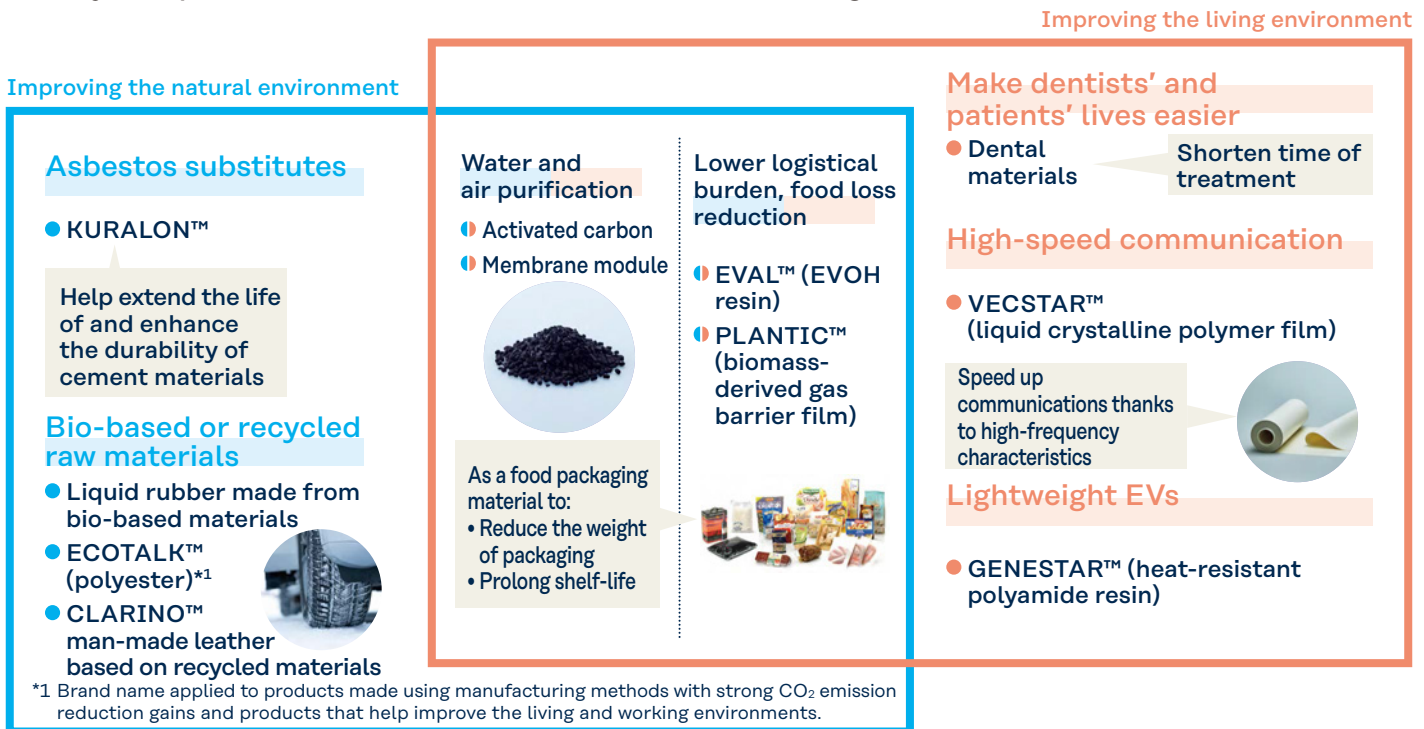 Improving the living environment
Improving the natural environment
Asbestos substitutes
KURALON™
Help extend the life
of and enhance
the durability of
cement materials
Bio-based or recycled
raw materials
Liquid rubber made from
bio-based materials
ECOTALK™
(polyester)*1
CLARINO™
man-made leather
based on recycled materials
*1 Brand name applied to products made using manufacturing methods with strong CO₂ emission
reduction gains and products that help improve the living and working environments.
Water and
air purification
Activated carbon
Membrane module
As a food packaging
material to:
• Reduce the weight
of packaging
• Prolong shelf-life
Lower logistical
burden, food loss
reduction
EVAL™ (EVOH
resin)
PLANTIC™
(biomass-
derived gas
barrier film)
Make dentists’ and
patients’ lives easier
Dental
materials
Shorten time of
treatment
High-speed communication
VECSTAR™
(liquid crystalline polymer film)
Speed up
communications thanks
to high-frequency
characteristics
Lightweight EVs
GENESTAR™ (heat-resistant
polyamide resin)